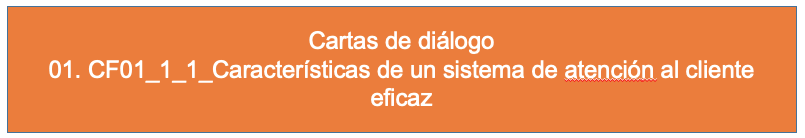 Cartas de diálogo
01. CF01_1_1_Características de un sistema de atención al cliente
eficaz